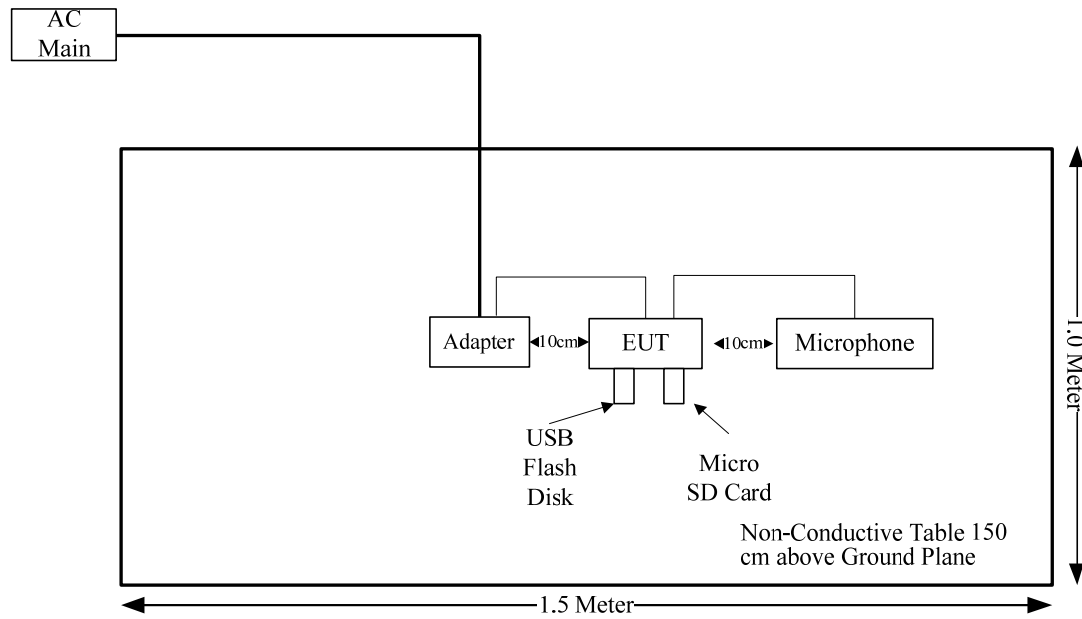 AC
Main
Adapter
10cm
EUT
10cm
Microphone
USB
Flash
Disk
Micro
SD Card
Non-Conductive Table 150
cm above Ground Plane
1.0 Meter
1.5 Meter